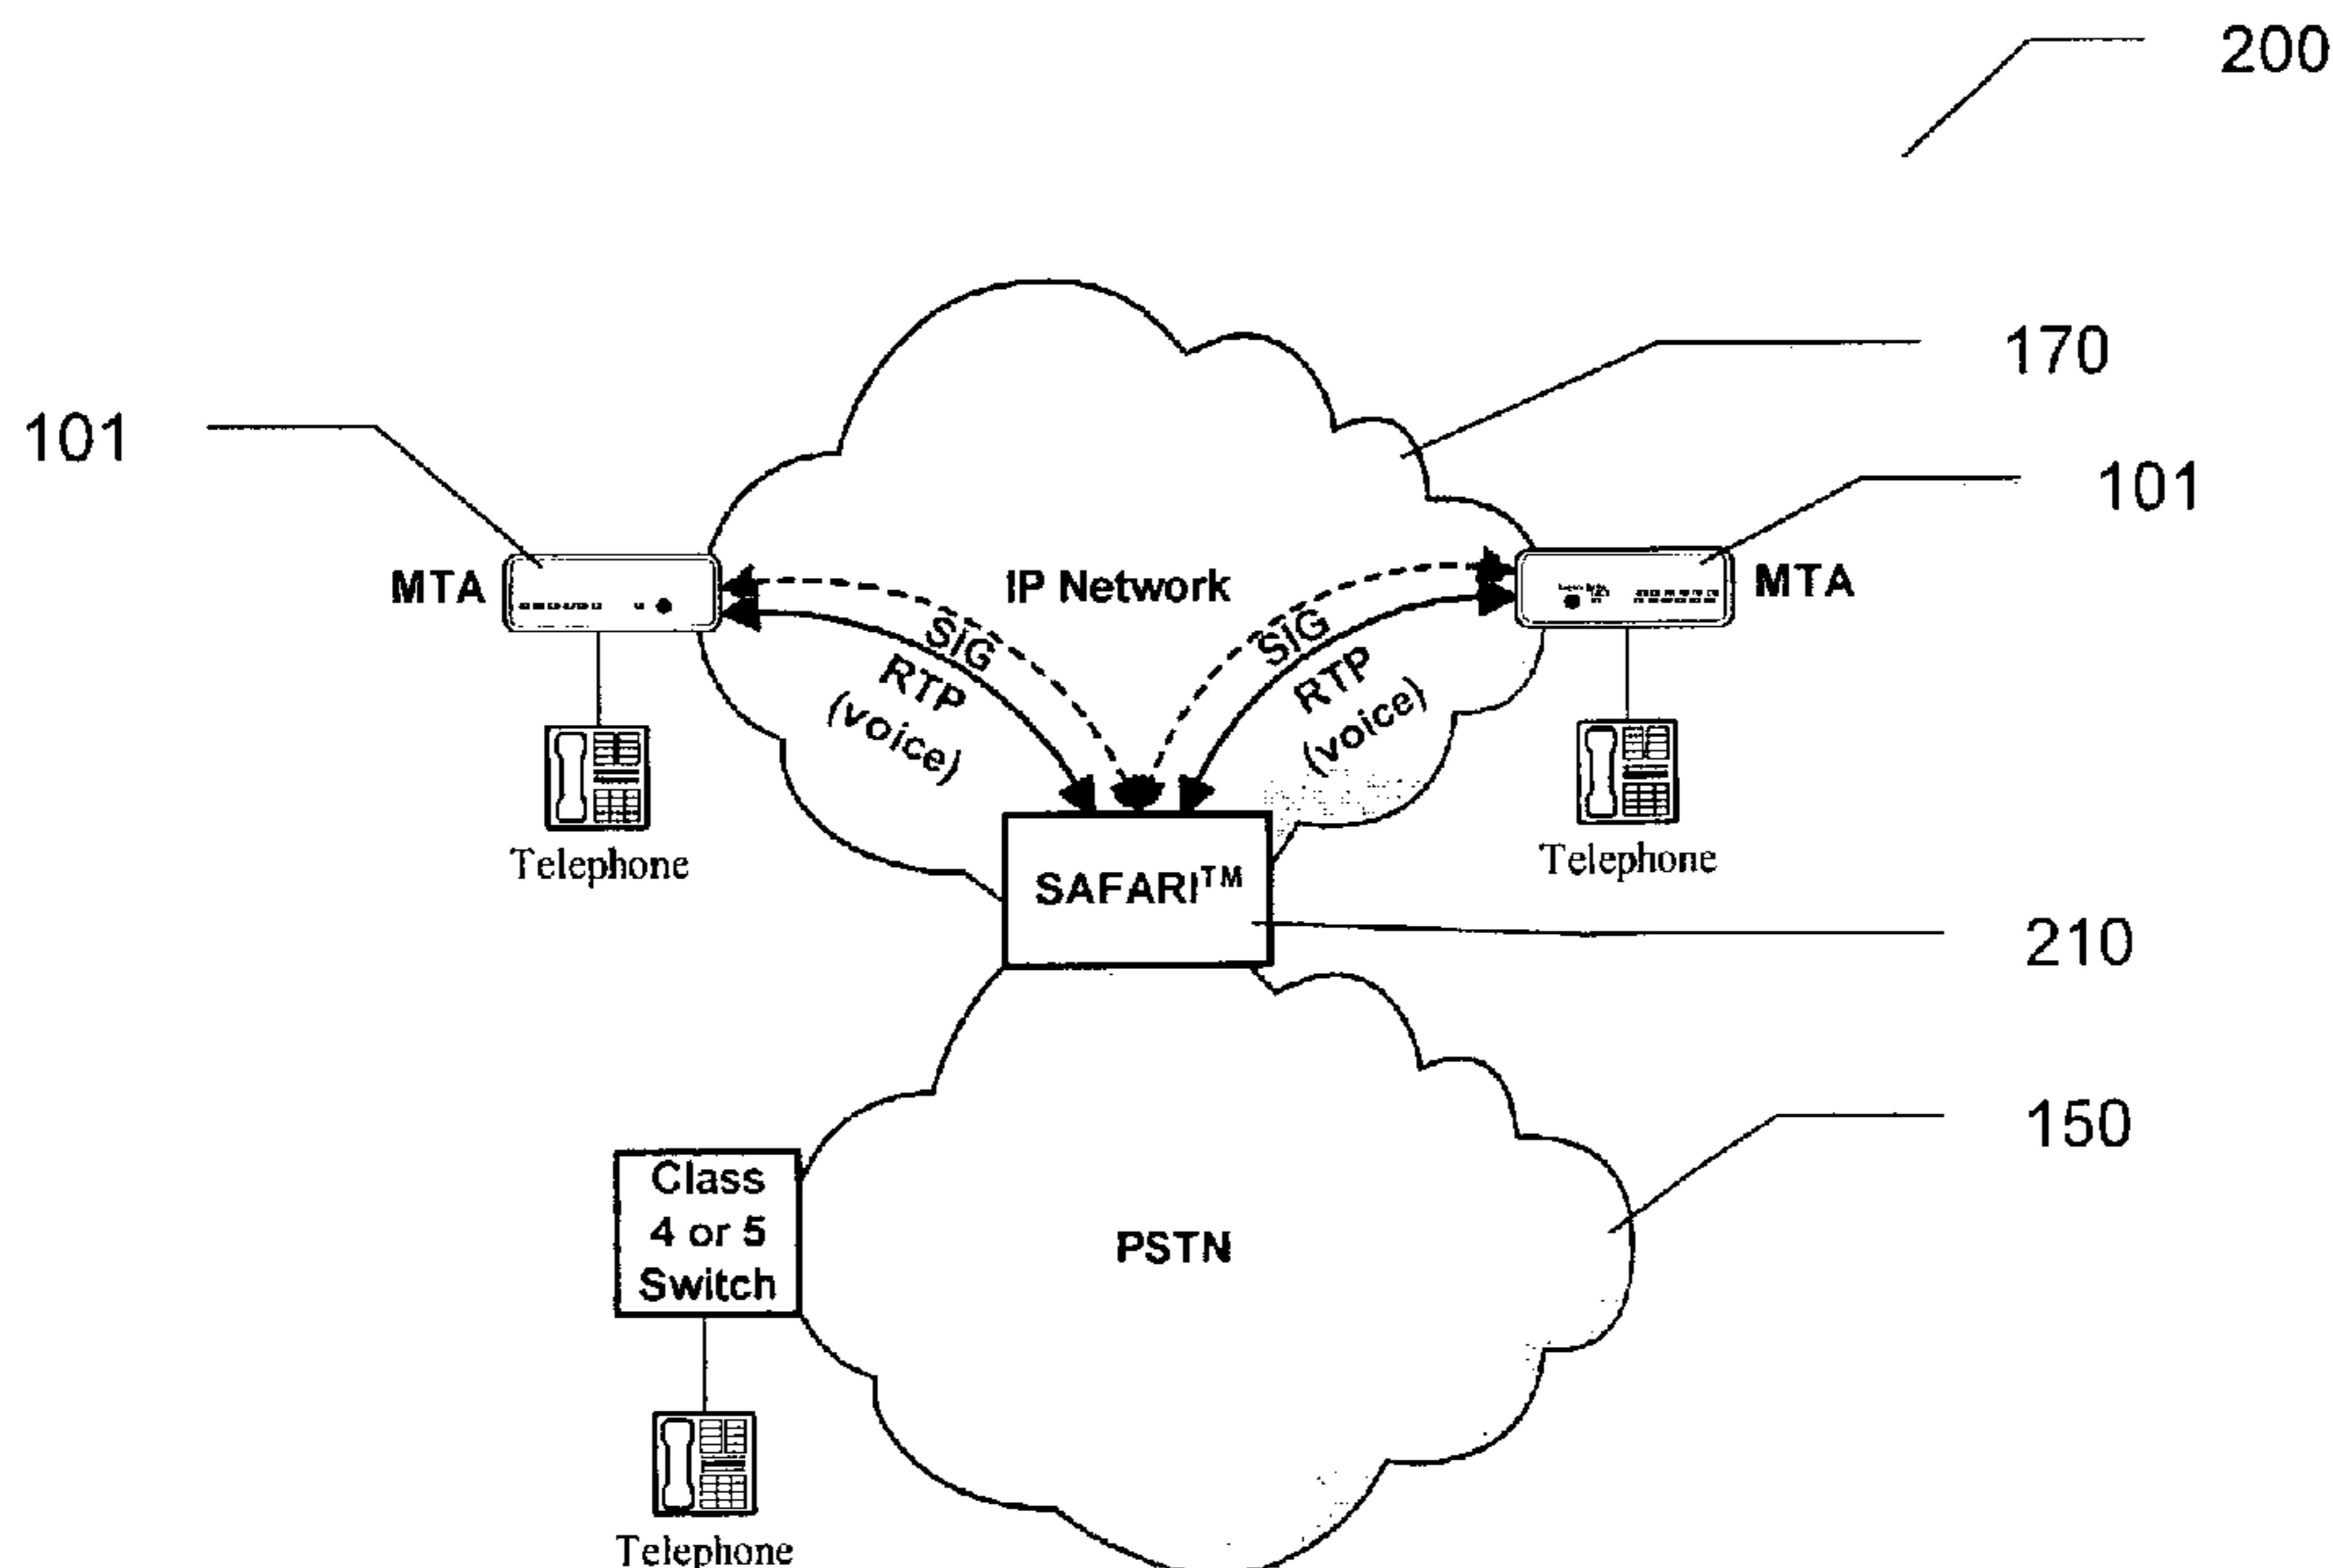 200
170
101
101
MTA
IP Network
MTA
SIG
RTP
(voice)
SIG
RTP
(voice)
Telephone
Telephone
SAFARI™
210
150
Class
4 or 5
Switch
PSTN
Telephone